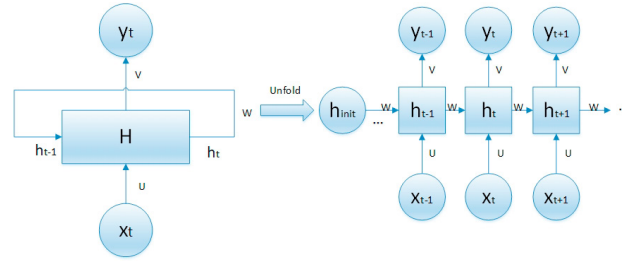 yt
V
W
H
ht-1
ht
U
xt
Unfold
hinit
W
...
yt-1
yt
yt+1
V
V
V
ht-1
W
ht
W
ht+1
W
.
U
U
U
xt-1
xt
xt+1